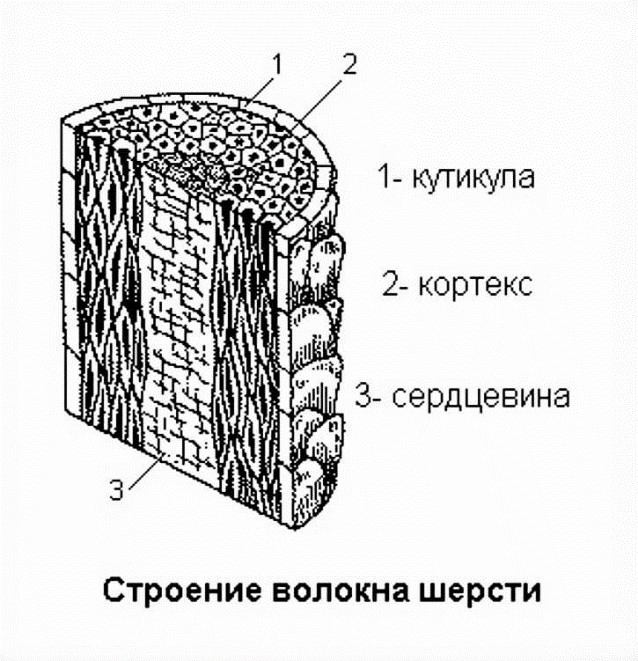 1
2
1- кутикула
2- кортекс
3- сердцевина
3
Строение волокна шерсти